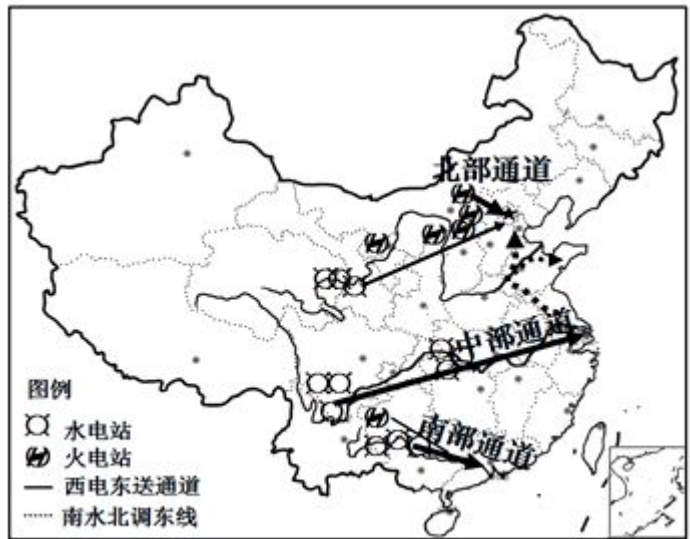 北部通道
中部通道
南部通道
图例
水电站
火电站
西电东送通道
南水北调东线